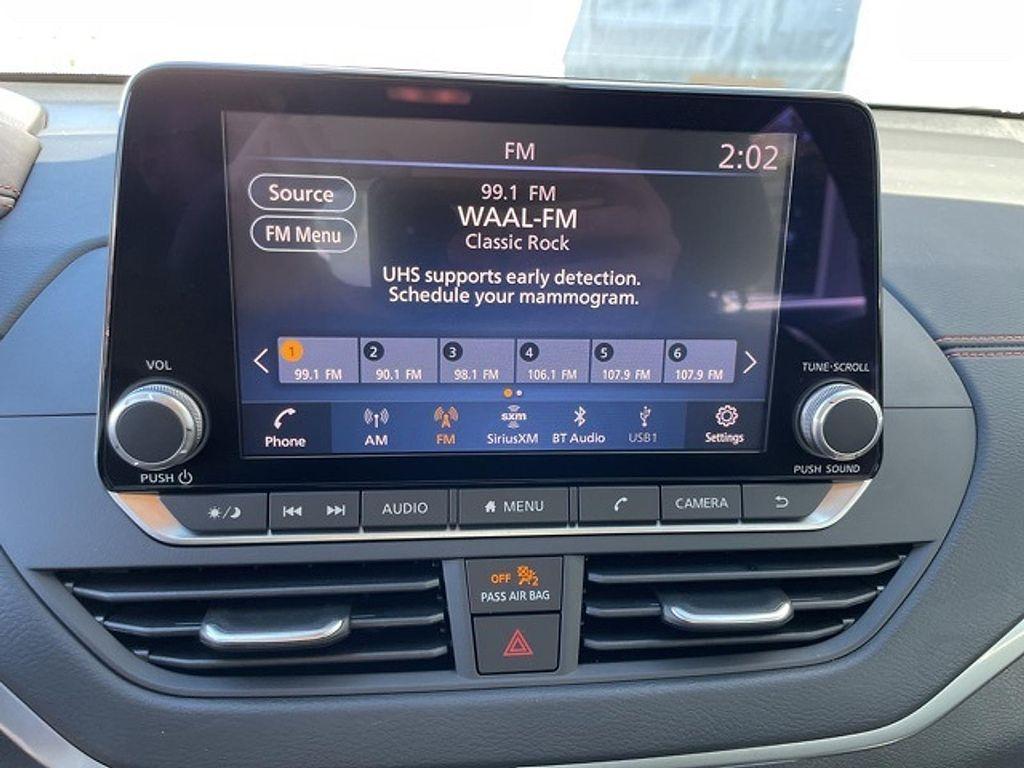 FM
2:02
Source
FM Menu
99.1 FM
WAAL-FM
Classic Rock
UHS supports early detection.
Schedule your mammogram.
1 99.1 FM
2 90.1 FM
3 98.1 FM
4 106.1 FM
5 107.9 FM
6 107.9 FM
VOL
PUSH
TUNE·SCROLL
PUSH SOUND
Phone
AM
FM
sxm
SiriusXM
BT Audio
USB1
Settings
AUDIO
MENU
CAMERA
OFF 2
PASS AIR BAG